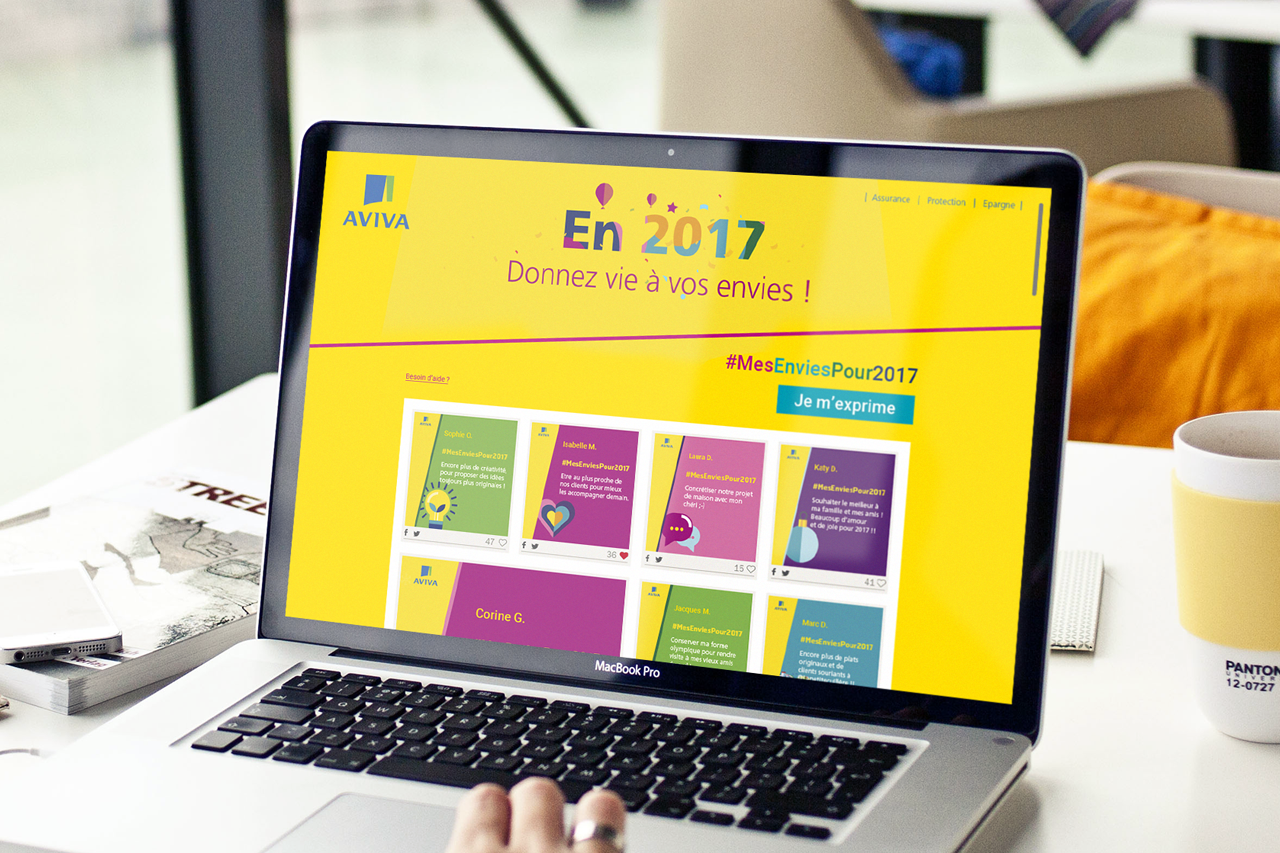 AVIVA
| Assurance | Protection | Epargne |
En 2017
Donnez vie à vos envies !
#MesEnviesPour2017
Besoin d'aide ?
Je m'exprime
AVIVA
Sophie C.
#MesEnviesPour2017
Encore plus de créativité,
pour proposer des idées
toujours plus originales !
47
AVIVA
Isabelle M.
#MesEnviesPour2017
Etre au plus proche de
nos clients pour mieux
les accompagner demain.
36
AVIVA
Laura D.
#MesEnviesPour2017
Concrétiser notre projet
de maison avec mon
chéri ;-)
15
AVIVA
Katy D.
#MesEnviesPour2017
Souhaiter le meilleur à
ma famille et mes amis !
Beaucoup d'amour
et de joie pour 2017 !!
41
AVIVA
Corine G.
AVIVA
Jacques M.
#MesEnviesPour2017
Conserver ma forme
olympique pour rendre
visite à mes vieux amis
AVIVA
Marc D.
#MesEnviesPour2017
Encore plus de plats
originaux et de
clients souriants à
MacBook Pro
PANTON
UNIVER
12-0727